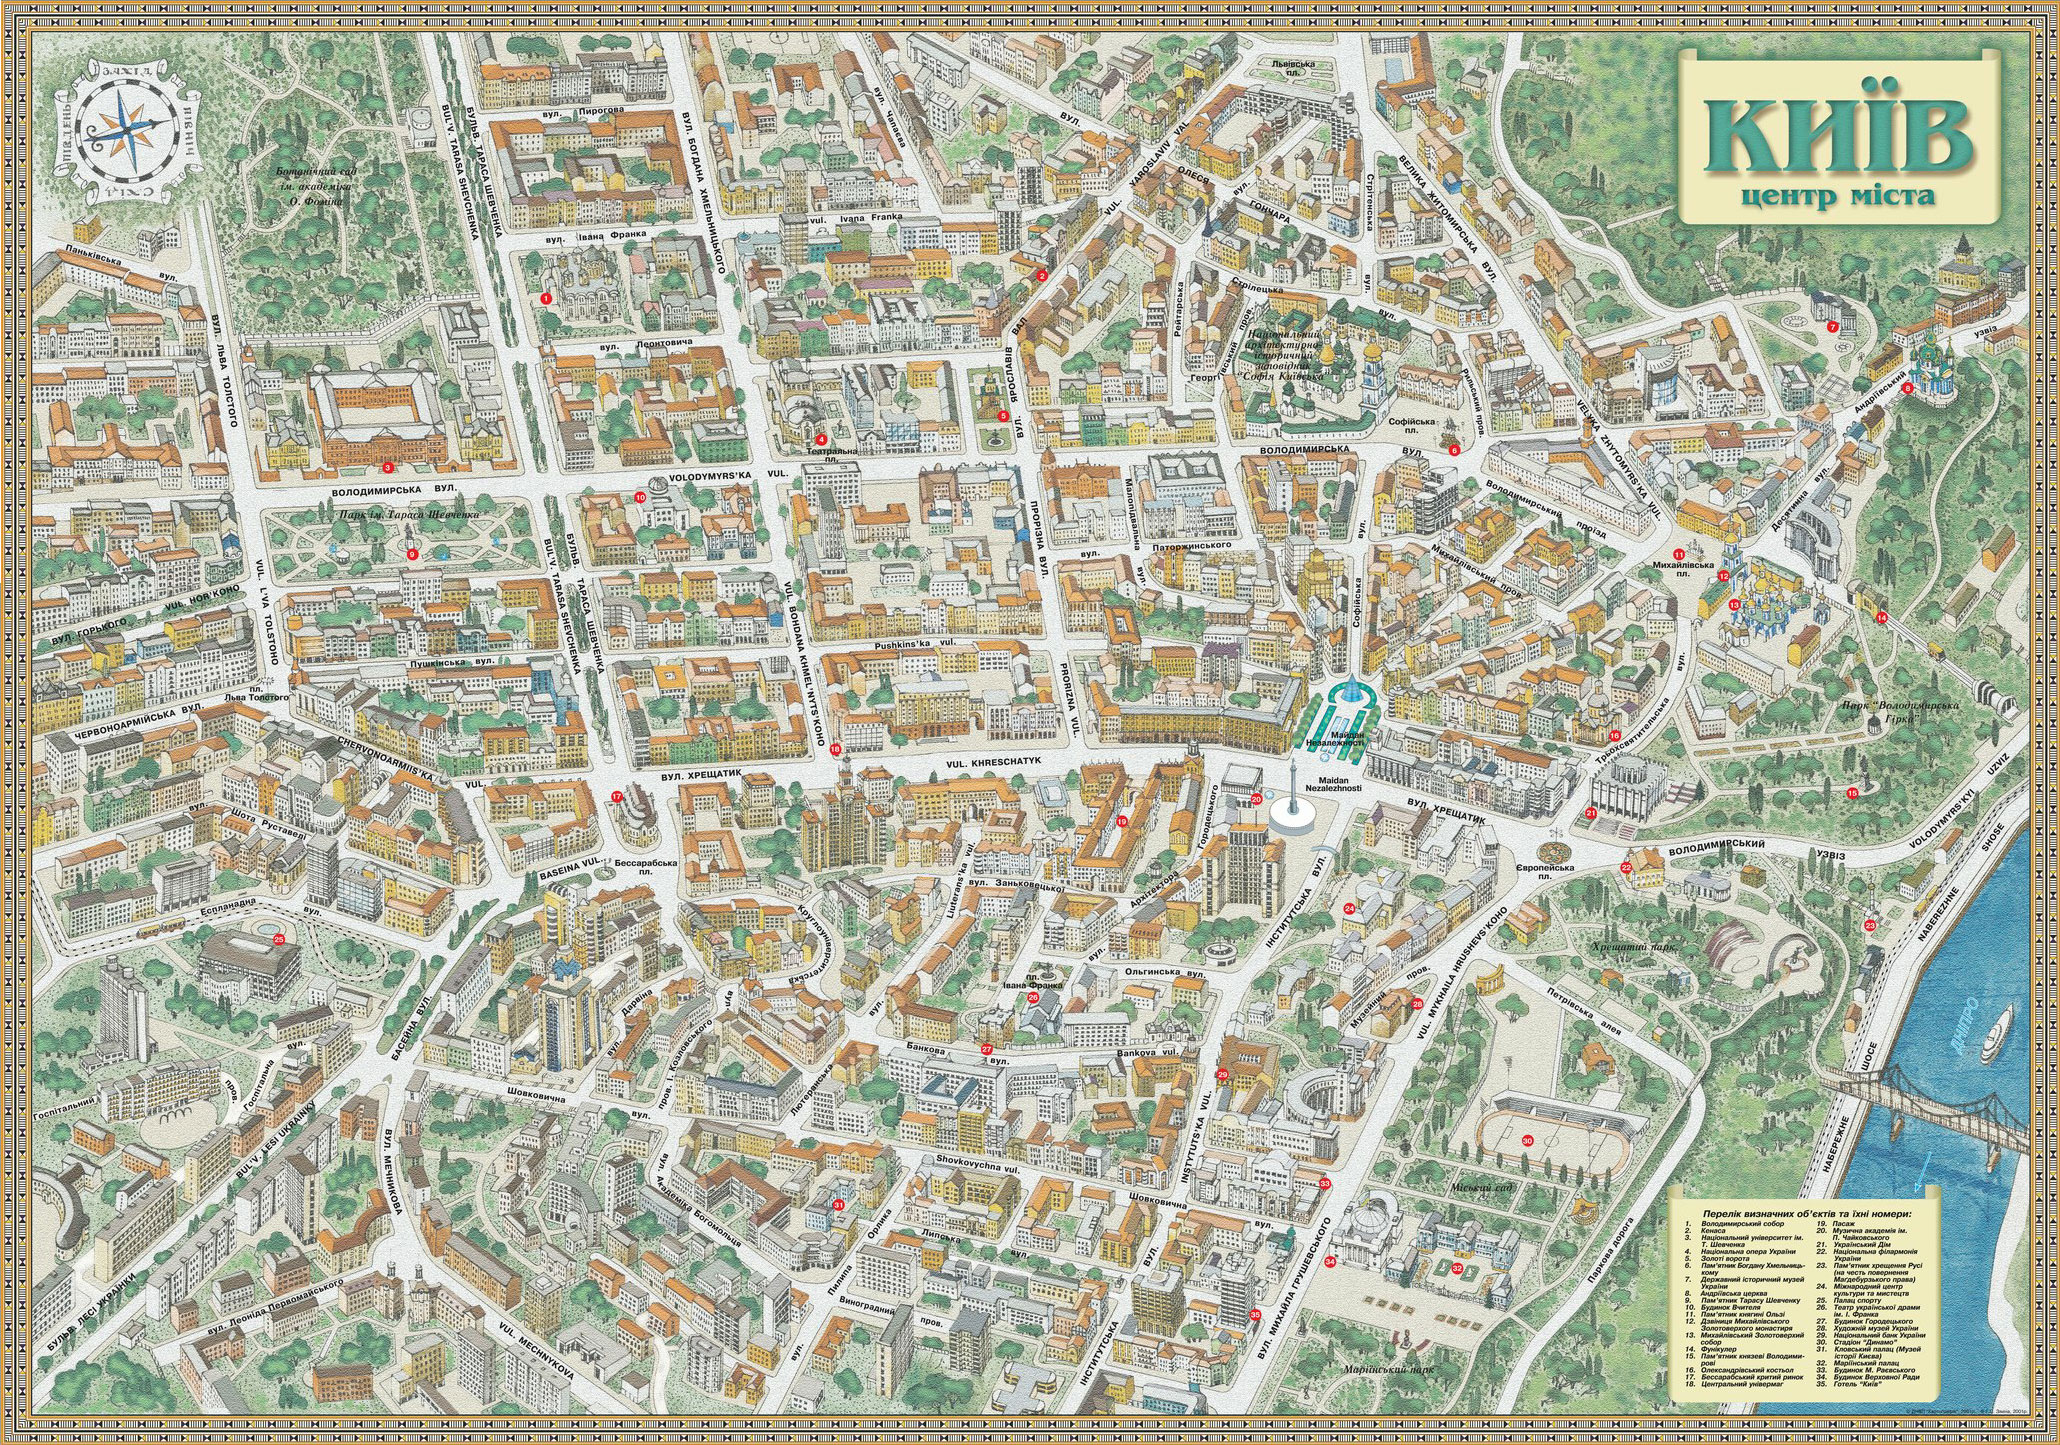 КИЇВ
центр міста
ЗАХІД
ПІВНІЧ
СХІД
ПІВДЕНЬ
Ботанічний сад
ім. академіка
О. Фоміна
BUL'V. TARASA SHEVCHENKA
БУЛЬВ. ТАРАСА ШЕВЧЕНКА
вул. Пирогова
ВУЛ. БОГДАНА ХМЕЛЬНИЦЬКОГО
вул. Чапаєва
Львівська
пл.
VUL. YAROSLAVIV VAL
ВУЛ. ОЛЕСЯ ГОНЧАРА
вул.
Стрітенська
вул.
ВЕЛИКА ЖИТОМИРСЬКА ВУЛ.
vul. Ivana Franka
вул. Івана Франка
Паньківська вул.
ВУЛ. ЛЬВА ТОЛСТОГО
вул. Леонтовича
ВУЛ. ЯРОСЛАВІВ ВАЛ
Рейтарська
Стрілецька вул.
Георгіївський пров.
Національний
архітектурно-
історичний
заповідник
"Софія Київська"
Рильський пров.
Софійська
пл.
VELYKA ZHYTOMYRS'KA VUL.
Андріївський узвіз
Десятинна вул.
Театральна
пл.
ВОЛОДИМИРСЬКА ВУЛ.
VOLODYMYRS'KA VUL.
ВОЛОДИМИРСЬКА ВУЛ.
Парк ім. Тараса Шевченка
Малопідвальна вул.
ПРОРІЗНА ВУЛ.
вул. Паторжинського
Володимирський проїзд
Михайлівський пров.
Михайлівська
пл.
Софійська вул.
VUL. HOR'KOHO
ВУЛ. ГОРЬКОГО
VUL. L'VA TOLSTOHO
BUL'V. TARASA SHEVCHENKA
БУЛЬВ. ТАРАСА ШЕВЧЕНКА
VUL. BOHDANA KHMEL'NYTS'KOHO
Pushkins'ka vul.
Пушкінська вул.
PRORIZNA VUL.
пл.
Льва Толстого
ЧЕРВОНОАРМІЙСЬКА ВУЛ.
CHERVONOARMIIS'KA VUL.
ВУЛ. ХРЕЩАТИК
VUL. KHRESCHATYK
Майдан
Незалежності
Maidan
Nezalezhnosti
ВУЛ. ХРЕЩАТИК
Трьохсвятительська вул.
Парк "Володимирська
Гірка"
ВОЛОДИМИРСЬКИЙ УЗВІЗ
VOLODYMYRS'KYI UZVIZ
NABEREZHNE SHOSE
вул. Шота Руставелі
BASEINA VUL.
Бессарабська
пл.
Liuterans'ka vul.
вул. Заньковецької
Архітектора Городецького
вул.
ІНСТИТУТСЬКА ВУЛ.
Європейська
пл.
Еспланадна вул.
Круглоуніверситетська
вул.
Ольгинська вул.
пл.
Івана Франка
Музейний пров.
VUL. MYKHAILA HRUSHEVS'KOHO
Хрещатий парк
Петрівська алея
ДНІПРО
БАСЕЙНА ВУЛ.
вул. Дарвіна
пров. і. Козловського
Банкова вул.
Bankova vul.
Госпітальний пров.
Госпітальна вул.
BUL'V. LESI UKRAINKY
ВУЛ. МЕЧНИКОВА
Шовковична вул.
Лютеранська вул.
Shovkovychna vul.
Шовковична вул.
INSTYTUTS'KA VUL.
вул. Академіка Богомольця
Міський сад
НАБЕРЕЖНЕ ШОСЕ
Паркова дорога
Липська вул.
Пилипа Орлика вул.
БУЛЬВ. ЛЕСІ УКРАЇНКИ
вул. Леоніда Первомайського
VUL. MECHNYKOVA
Виноградний пров.
ІНСТИТУТСЬКА ВУЛ.
ВУЛ. МИХАЙЛА ГРУШЕВСЬКОГО
Маріїнський парк
Перелік визначних об'єктів та їхні номери:
1. Володимирський собор
2. Кенаса
3. Національний університет ім.
Т. Шевченка
4. Національна опера України
5. Золоті ворота
6. Пам'ятник Богдану Хмельниць-
кому
7. Державний історичний музей
України
8. Андріївська церква
9. Пам'ятник Тарасу Шевченку
10. Будинок Вчителя
11. Пам'ятник княгині Ользі
12. Дзвіниця Михайлівського
Золотоверхого монастиря
13. Михайлівський Золотоверхий
собор
14. Фунікулер
15. Пам'ятник князеві Володими-
рові
16. Олександрівський костьол
17. Бессарабський критий ринок
18. Центральний універмаг
19. Пасаж
20. Музична академія ім.
П. Чайковського
21. Український Дім
22. Національна філармонія
України
23. Пам'ятник хрещення Русі
(на честь повернення
Магдебурзького права)
24. Міжнародний центр
культури та мистецтв
25. Палац спорту
26. Театр української драми
ім. І. Франка
27. Будинок Городецького
28. Художній музей України
29. Національний банк України
30. Стадіон "Динамо"
31. Кловський палац (Музей
історії Києва)
32. Маріїнський палац
33. Будинок М. Раєвського
34. Будинок Верховної Ради
35. Готель "Київ"